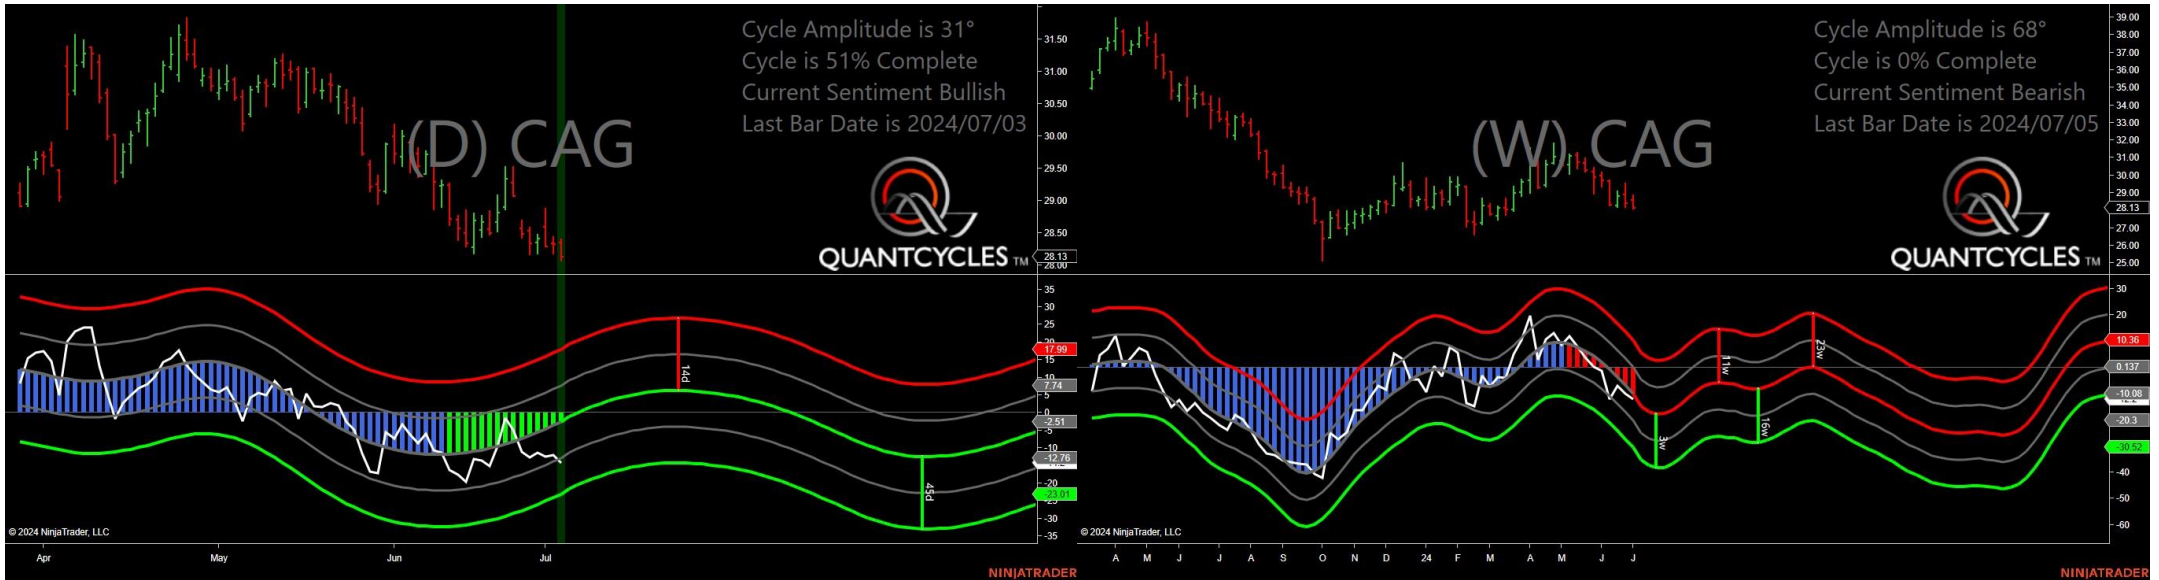 Cycle Amplitude is 31°
Cycle is 51% Complete
Current Sentiment Bullish
Last Bar Date is 2024/07/03
(D) CAG
QUANTCYCLES TM
31.50
31.00
30.50
30.00
29.50
29.00
28.50
28.13
28.00
35
30
25
20
17.99
15
10
7.74
5
0
-2.51
-5
-10
-12.76
-20
-23.01
-30
-35
14d
45d
© 2024 NinjaTrader, LLC
Apr May Jun Jul
NINJATRADER
Cycle Amplitude is 68°
Cycle is 0% Complete
Current Sentiment Bearish
Last Bar Date is 2024/07/05
(W) CAG
QUANTCYCLES TM
39.00
38.00
37.00
36.00
35.00
34.00
33.00
32.00
31.00
30.00
29.00
28.13
27.00
26.00
25.00
30
20
10.36
0.137
-10.08
-20.3
-30.52
-40
-50
-60
11w
23w
3w
16w
© 2024 NinjaTrader, LLC
A M J J A S O N D 24 F M A M J J
NINJATRADER